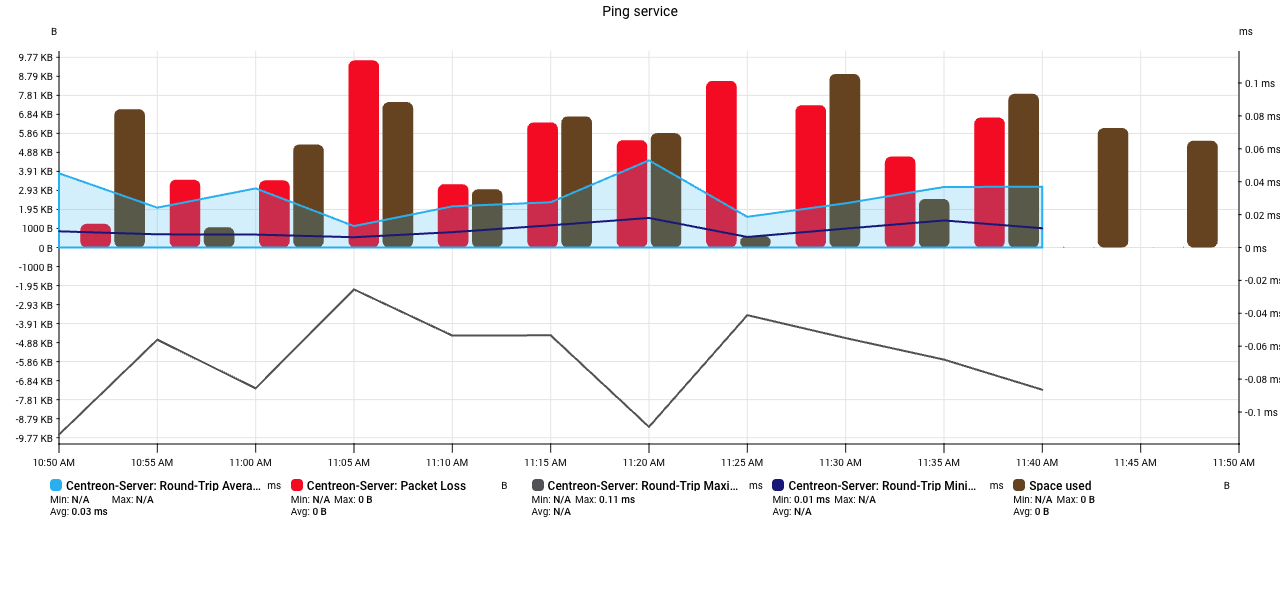 Ping service
B
ms
9.77 KB
8.79 KB
7.81 KB
6.84 KB
5.86 KB
4.88 KB
3.91 KB
2.93 KB
1.95 KB
1000 B
0 B
-1000 B
-1.95 KB
-2.93 KB
-3.91 KB
-4.88 KB
-5.86 KB
-6.84 KB
-7.81 KB
-8.79 KB
-9.77 KB
0.1 ms
0.08 ms
0.06 ms
0.04 ms
0.02 ms
0 ms
-0.02 ms
-0.04 ms
-0.06 ms
-0.08 ms
-0.1 ms
10:50 AM 10:55 AM 11:00 AM 11:05 AM 11:10 AM 11:15 AM 11:20 AM 11:25 AM 11:30 AM 11:35 AM 11:40 AM 11:45 AM 11:50 AM
Centreon-Server: Round-Trip Avera... ms
Min: N/A Max: N/A
Avg: 0.03 ms
Centreon-Server: Packet Loss B
Min: N/A Max: 0 B
Avg: 0 B
Centreon-Server: Round-Trip Maxi... ms
Min: N/A Max: 0.11 ms
Avg: N/A
Centreon-Server: Round-Trip Mini... ms
Min: 0.01 ms Max: N/A
Avg: N/A
Space used B
Min: N/A Max: 0 B
Avg: 0 B